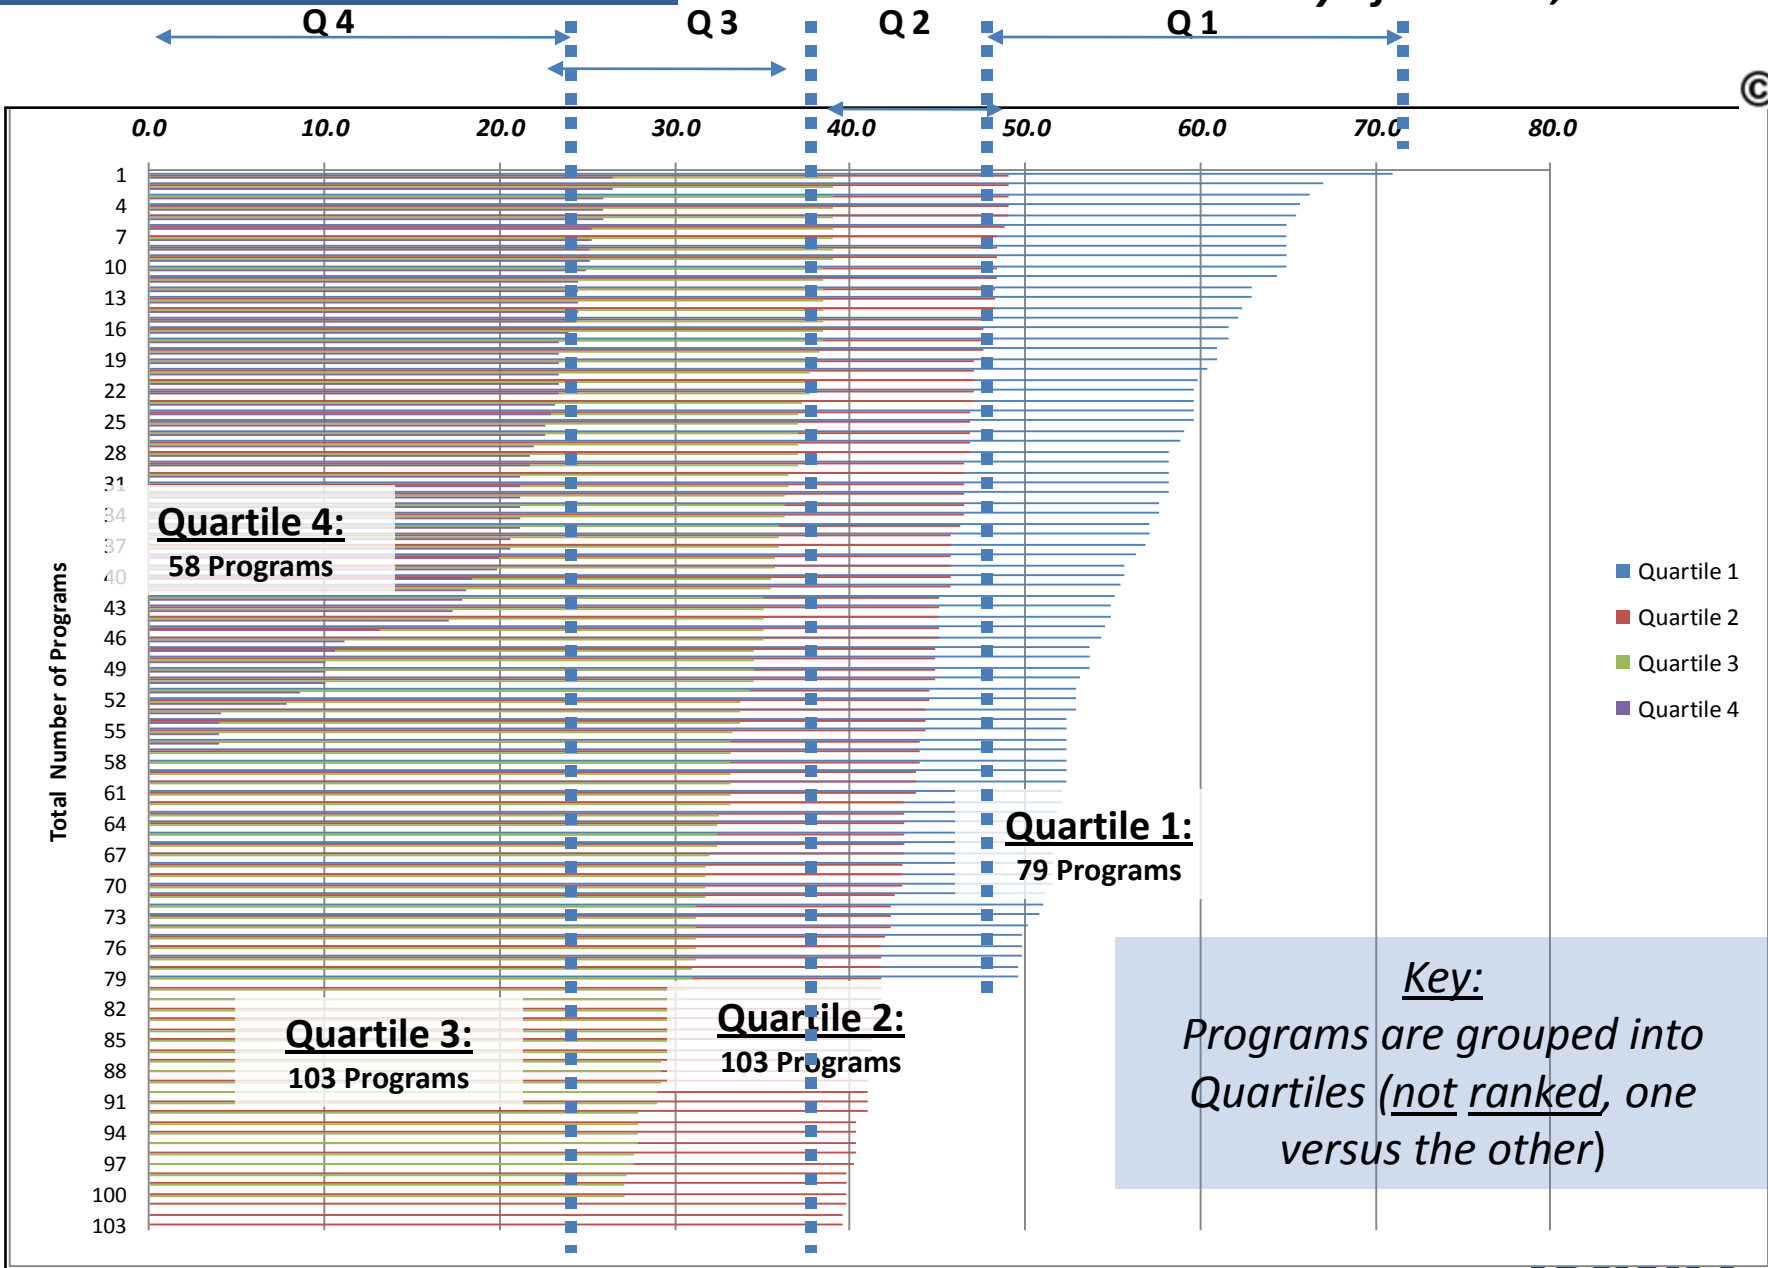 Q 4
Q 3
Q 2
Q 1
©
0.0 10.0 20.0 30.0 40.0 50.0 60.0 70.0 80.0
1
4
7
10
13
16
19
22
25
28
31
34
37
40
43
46
49
52
55
58
61
64
67
70
73
76
79
82
85
88
91
94
97
100
103
Total Number of Programs
Quartile 4:
58 Programs
Quartile 1
Quartile 2
Quartile 3
Quartile 4
Quartile 1:
79 Programs
Quartile 3:
103 Programs
Quartile 2:
103 Programs
Key:
Programs are grouped into
Quartiles (not ranked, one
versus the other)